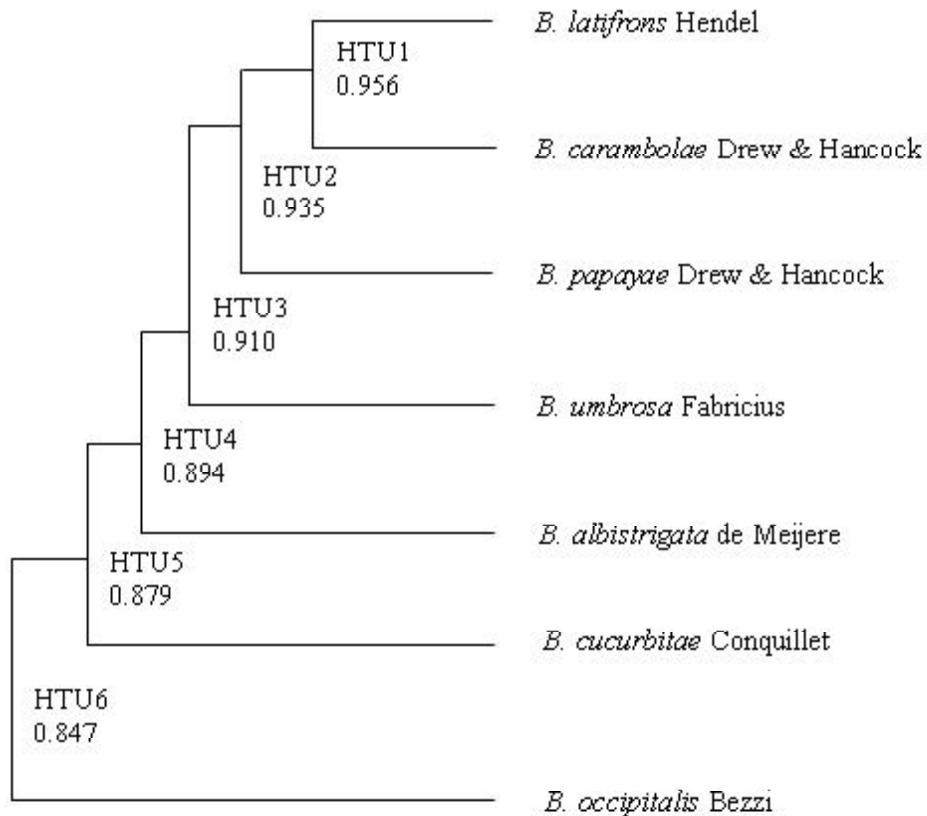 B. latifrons Hendel
HTU1
0.956
B. carambolae Drew & Hancock
HTU2
0.935
B. papayae Drew & Hancock
HTU3
0.910
B. umbrosa Fabricius
HTU4
0.894
B. albistrigata de Meijere
HTU5
0.879
B. cucurbitae Conquillet
HTU6
0.847
B. occipitalis Bezzi